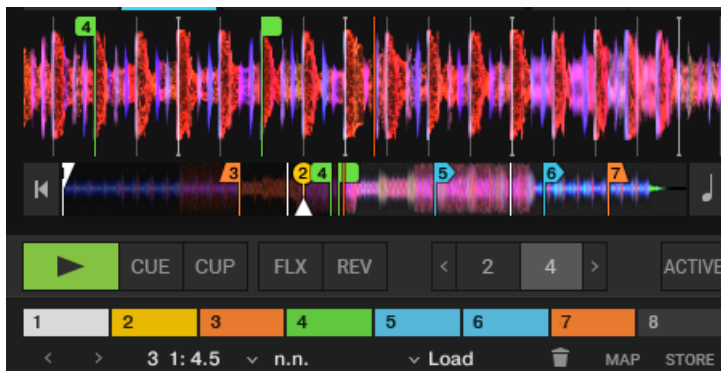 4
1 3 2 4 5 6 7
CUE CUP FLX REV < 2 4 > ACTIVE
1 2 3 4 5 6 7 8
< > 3 1: 4.5 n.n. Load MAP STORE